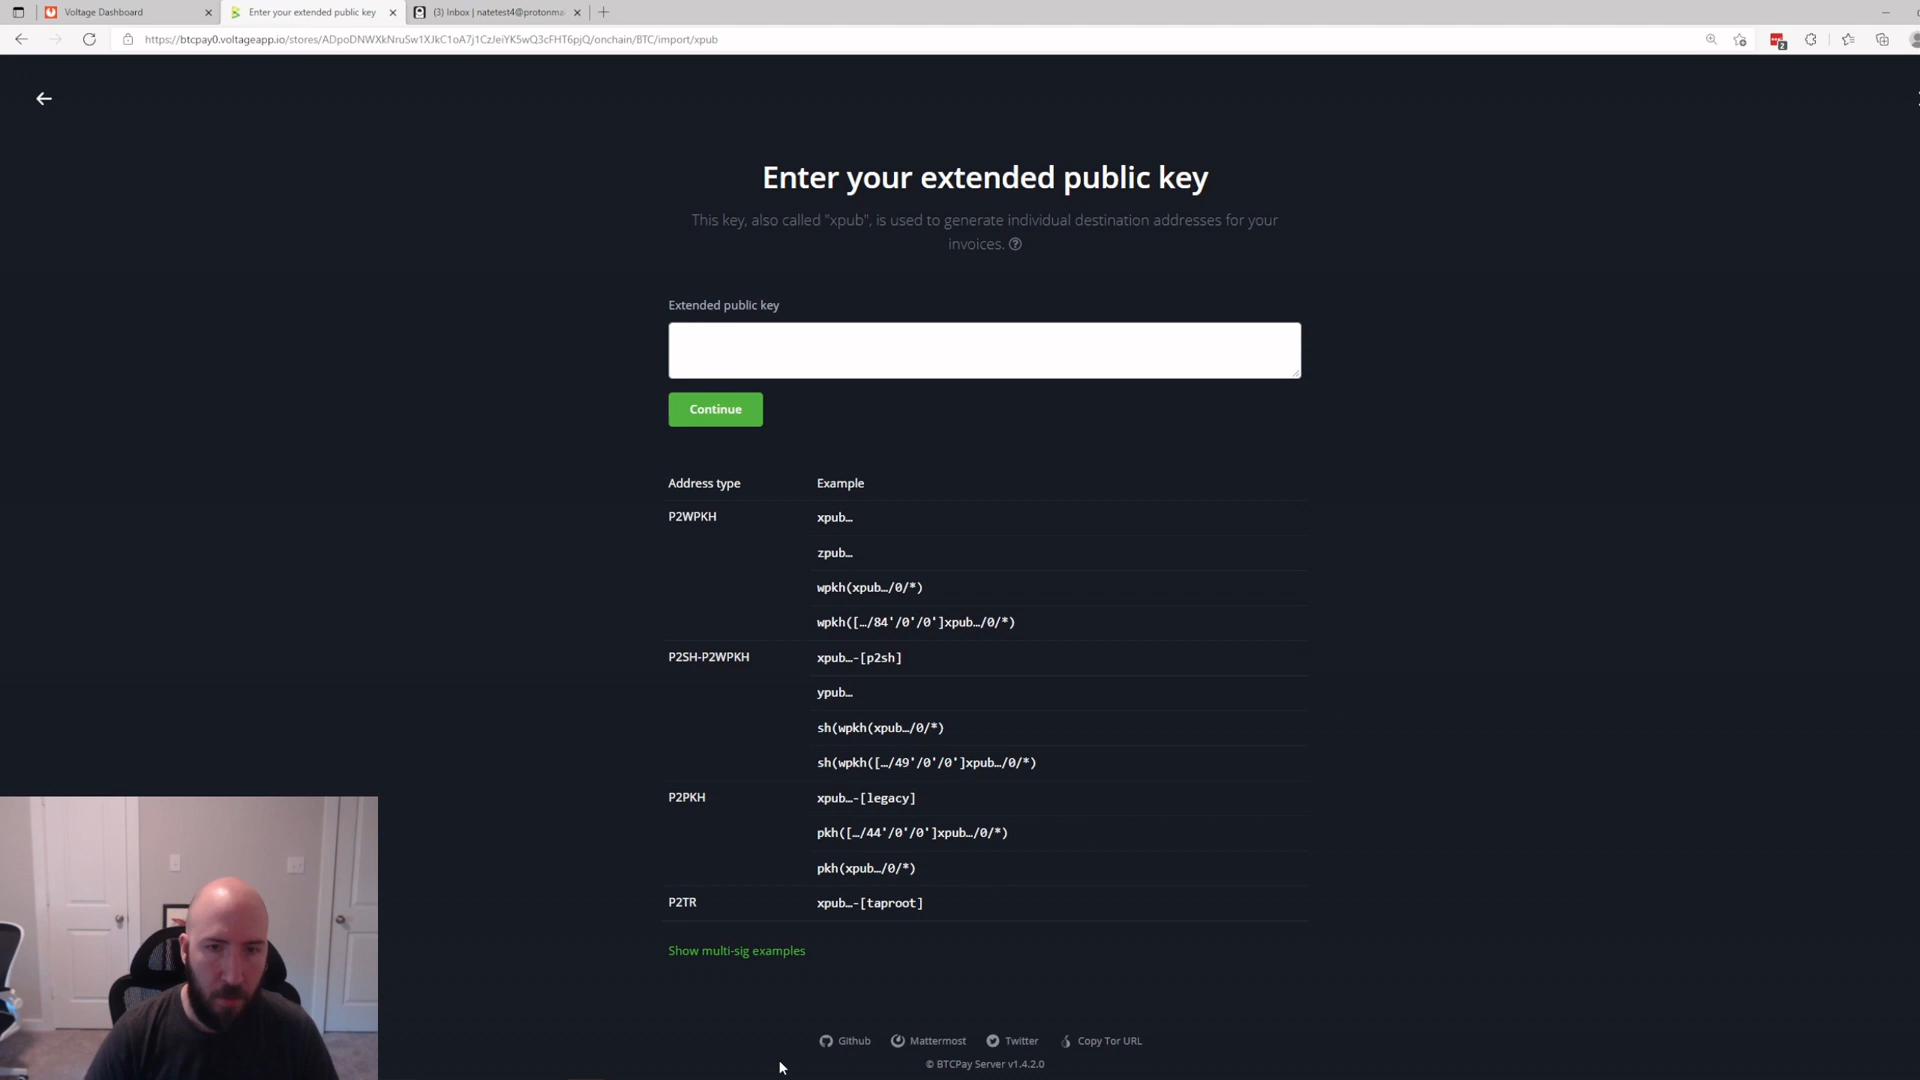 Voltage Dashboard
Enter your extended public key
(3) Inbox | natetest4@protonma
https://btcpay0.voltageapp.io/stores/ADpoDNWXkNruSw1XJkC1oA7j1CzJeiYK5wQ3cFHT6pjQ/onchain/BTC/import/xpub
2
Enter your extended public key
This key, also called "xpub", is used to generate individual destination addresses for your
invoices.
Extended public key
Continue
Address type Example
P2WPKH xpub…
zpub…
wpkh(xpub…/0/*)
wpkh([…/84'/0'/0']xpub…/0/*)
P2SH-P2WPKH xpub…-[p2sh]
ypub…
sh(wpkh(xpub…/0/*)
sh(wpkh([…/49'/0'/0']xpub…/0/*)
P2PKH xpub…-[legacy]
pkh([…/44'/0'/0']xpub…/0/*)
pkh(xpub…/0/*)
P2TR xpub…-[taproot]
Show multi-sig examples
Github Mattermost Twitter Copy Tor URL
© BTCPay Server v1.4.2.0